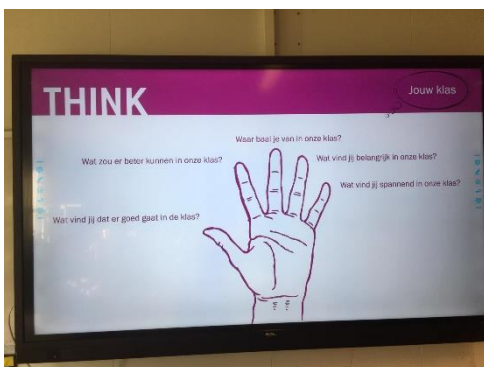 THINK
Jouw klas
Waar baal je van in onze klas?
Wat zou er beter kunnen in onze klas?
Wat vind jij belangrijk in onze klas?
Wat vind jij spannend in onze klas?
Wat vind jij dat er goed gaat in de klas?